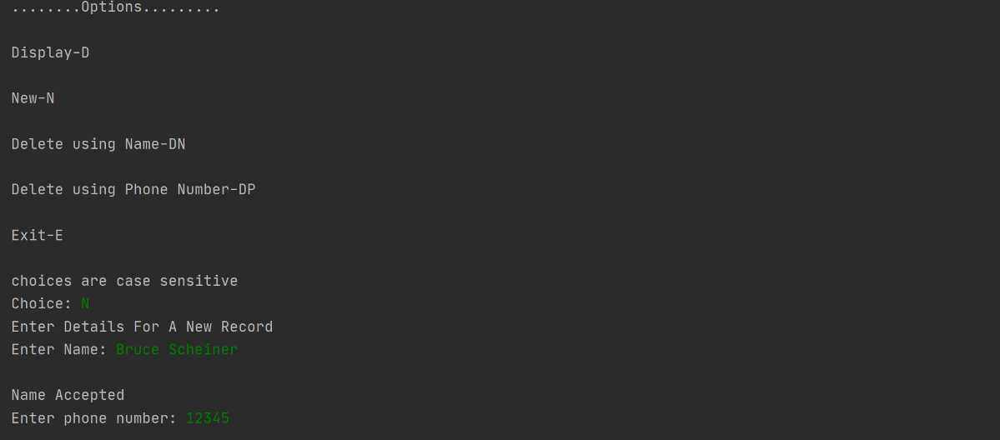 ........Options.........
Display-D
New-N
Delete using Name-DN
Delete using Phone Number-DP
Exit-E
choices are case sensitive
Choice: N
Enter Details For A New Record
Enter Name: Bruce Scheiner
Name Accepted
Enter phone number: 12345